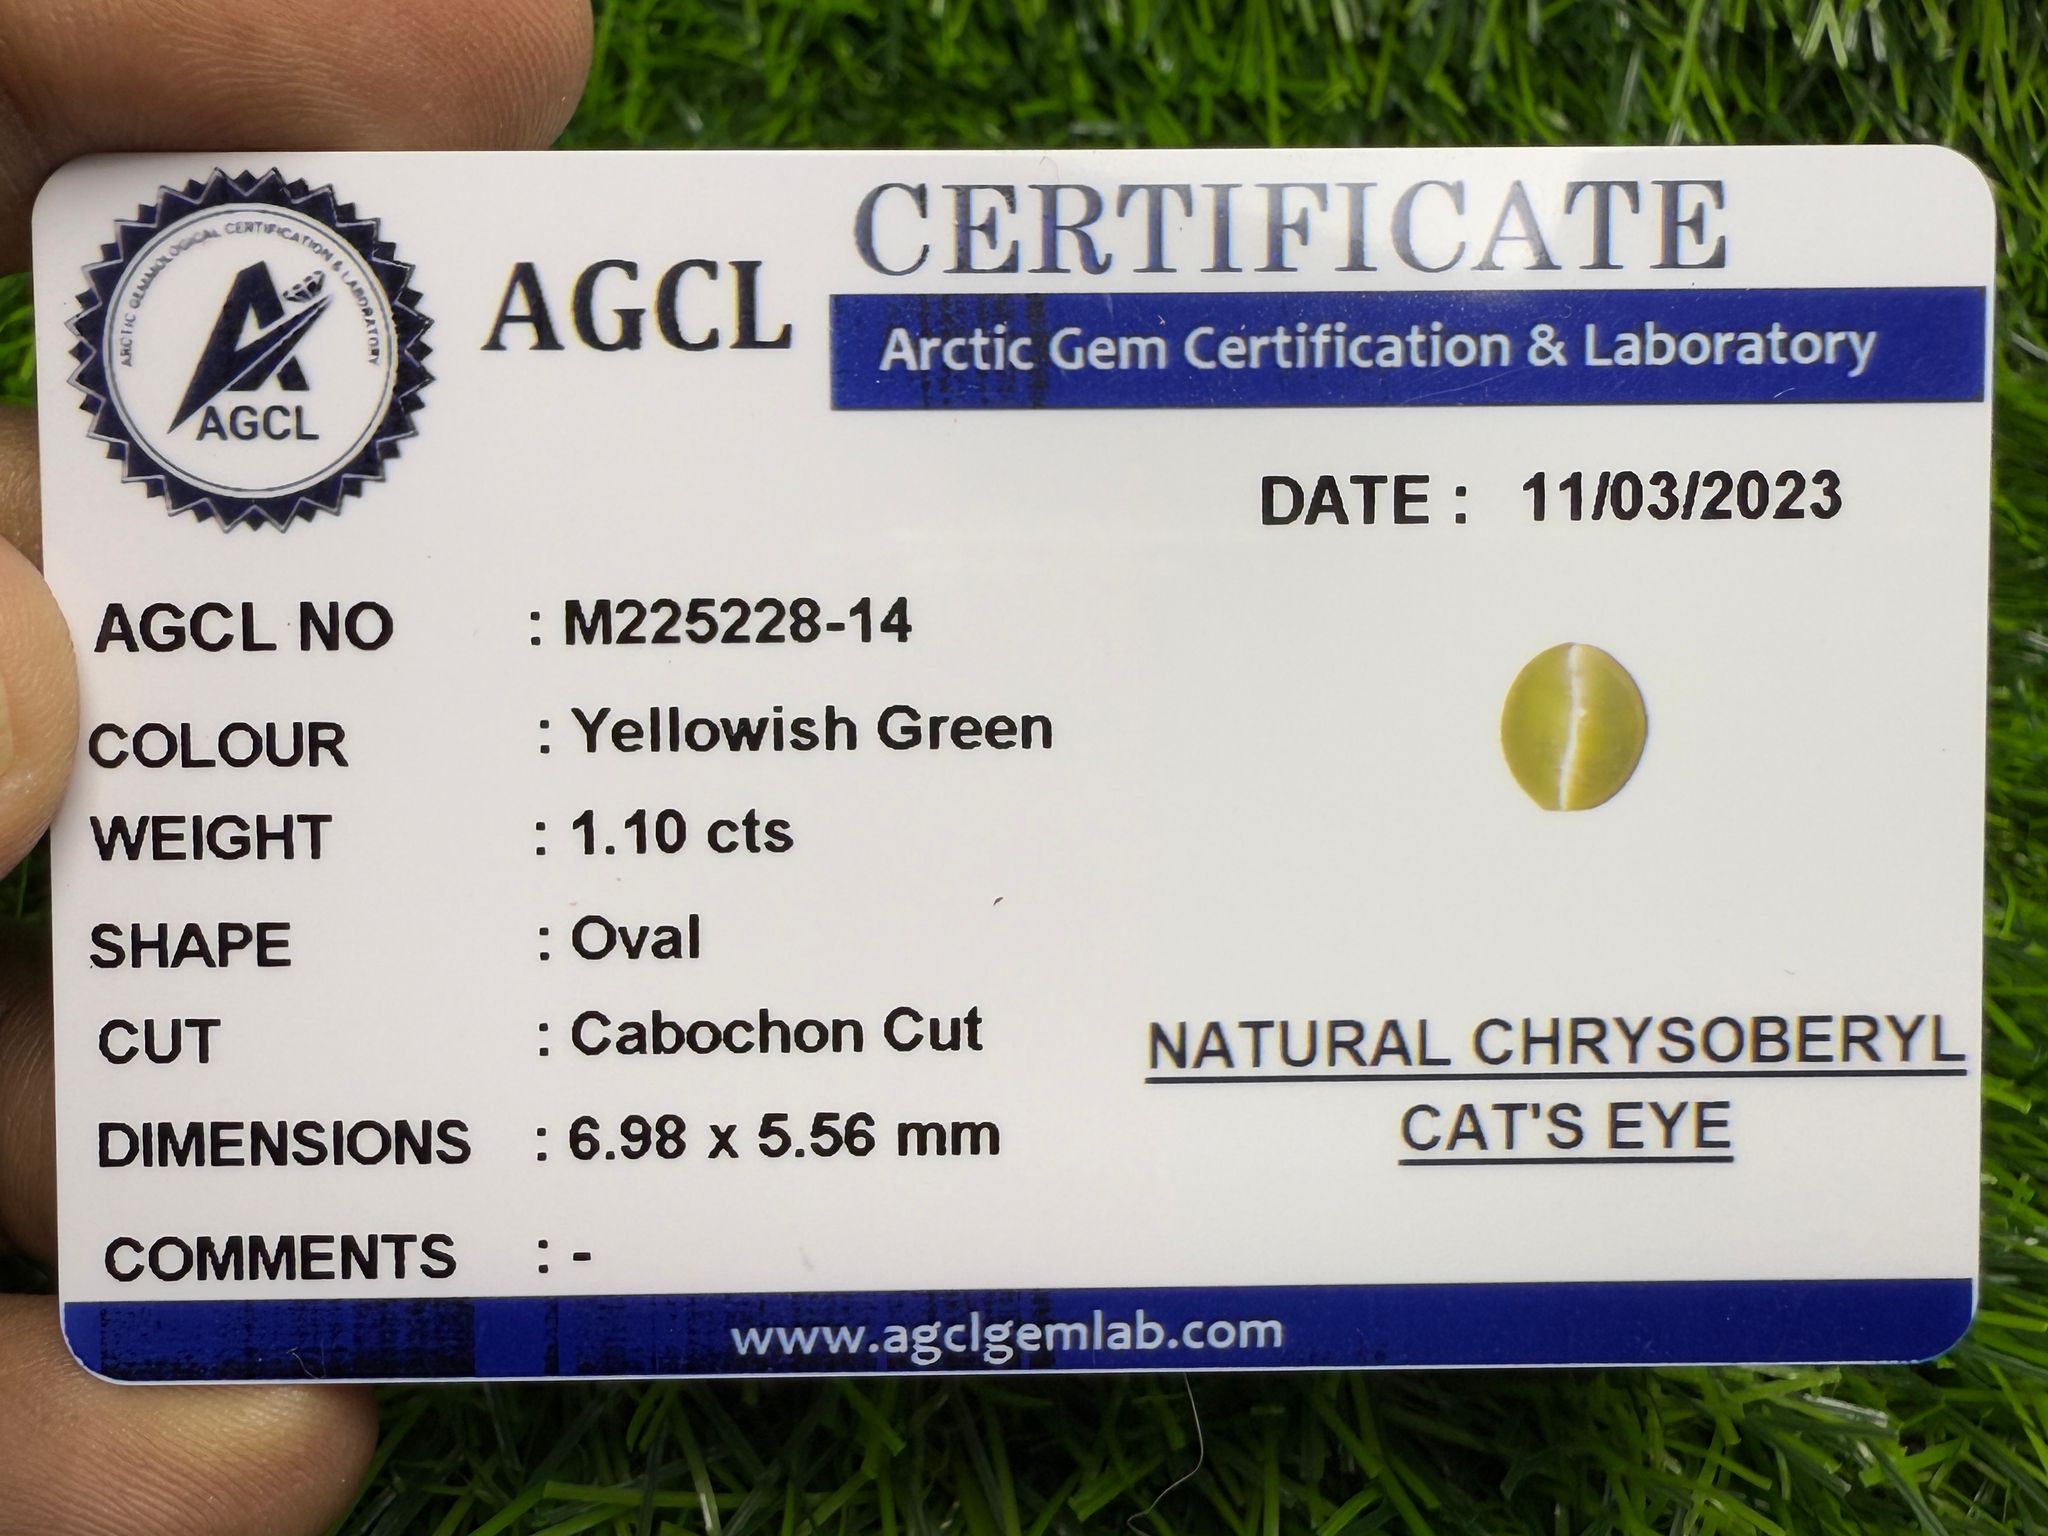 ARCTIC GEMMOLOGICAL CERTIFICATION & LABORATORY
AGCL
AGCL
CERTIFICATE
Arctic Gem Certification & Laboratory
DATE : 11/03/2023
AGCL NO : M225228-14
COLOUR : Yellowish Green
WEIGHT : 1.10 cts
SHAPE : Oval
CUT : Cabochon Cut
DIMENSIONS : 6.98 x 5.56 mm
COMMENTS : -
NATURAL CHRYSOBERYL
CAT'S EYE
www.agclgemlab.com